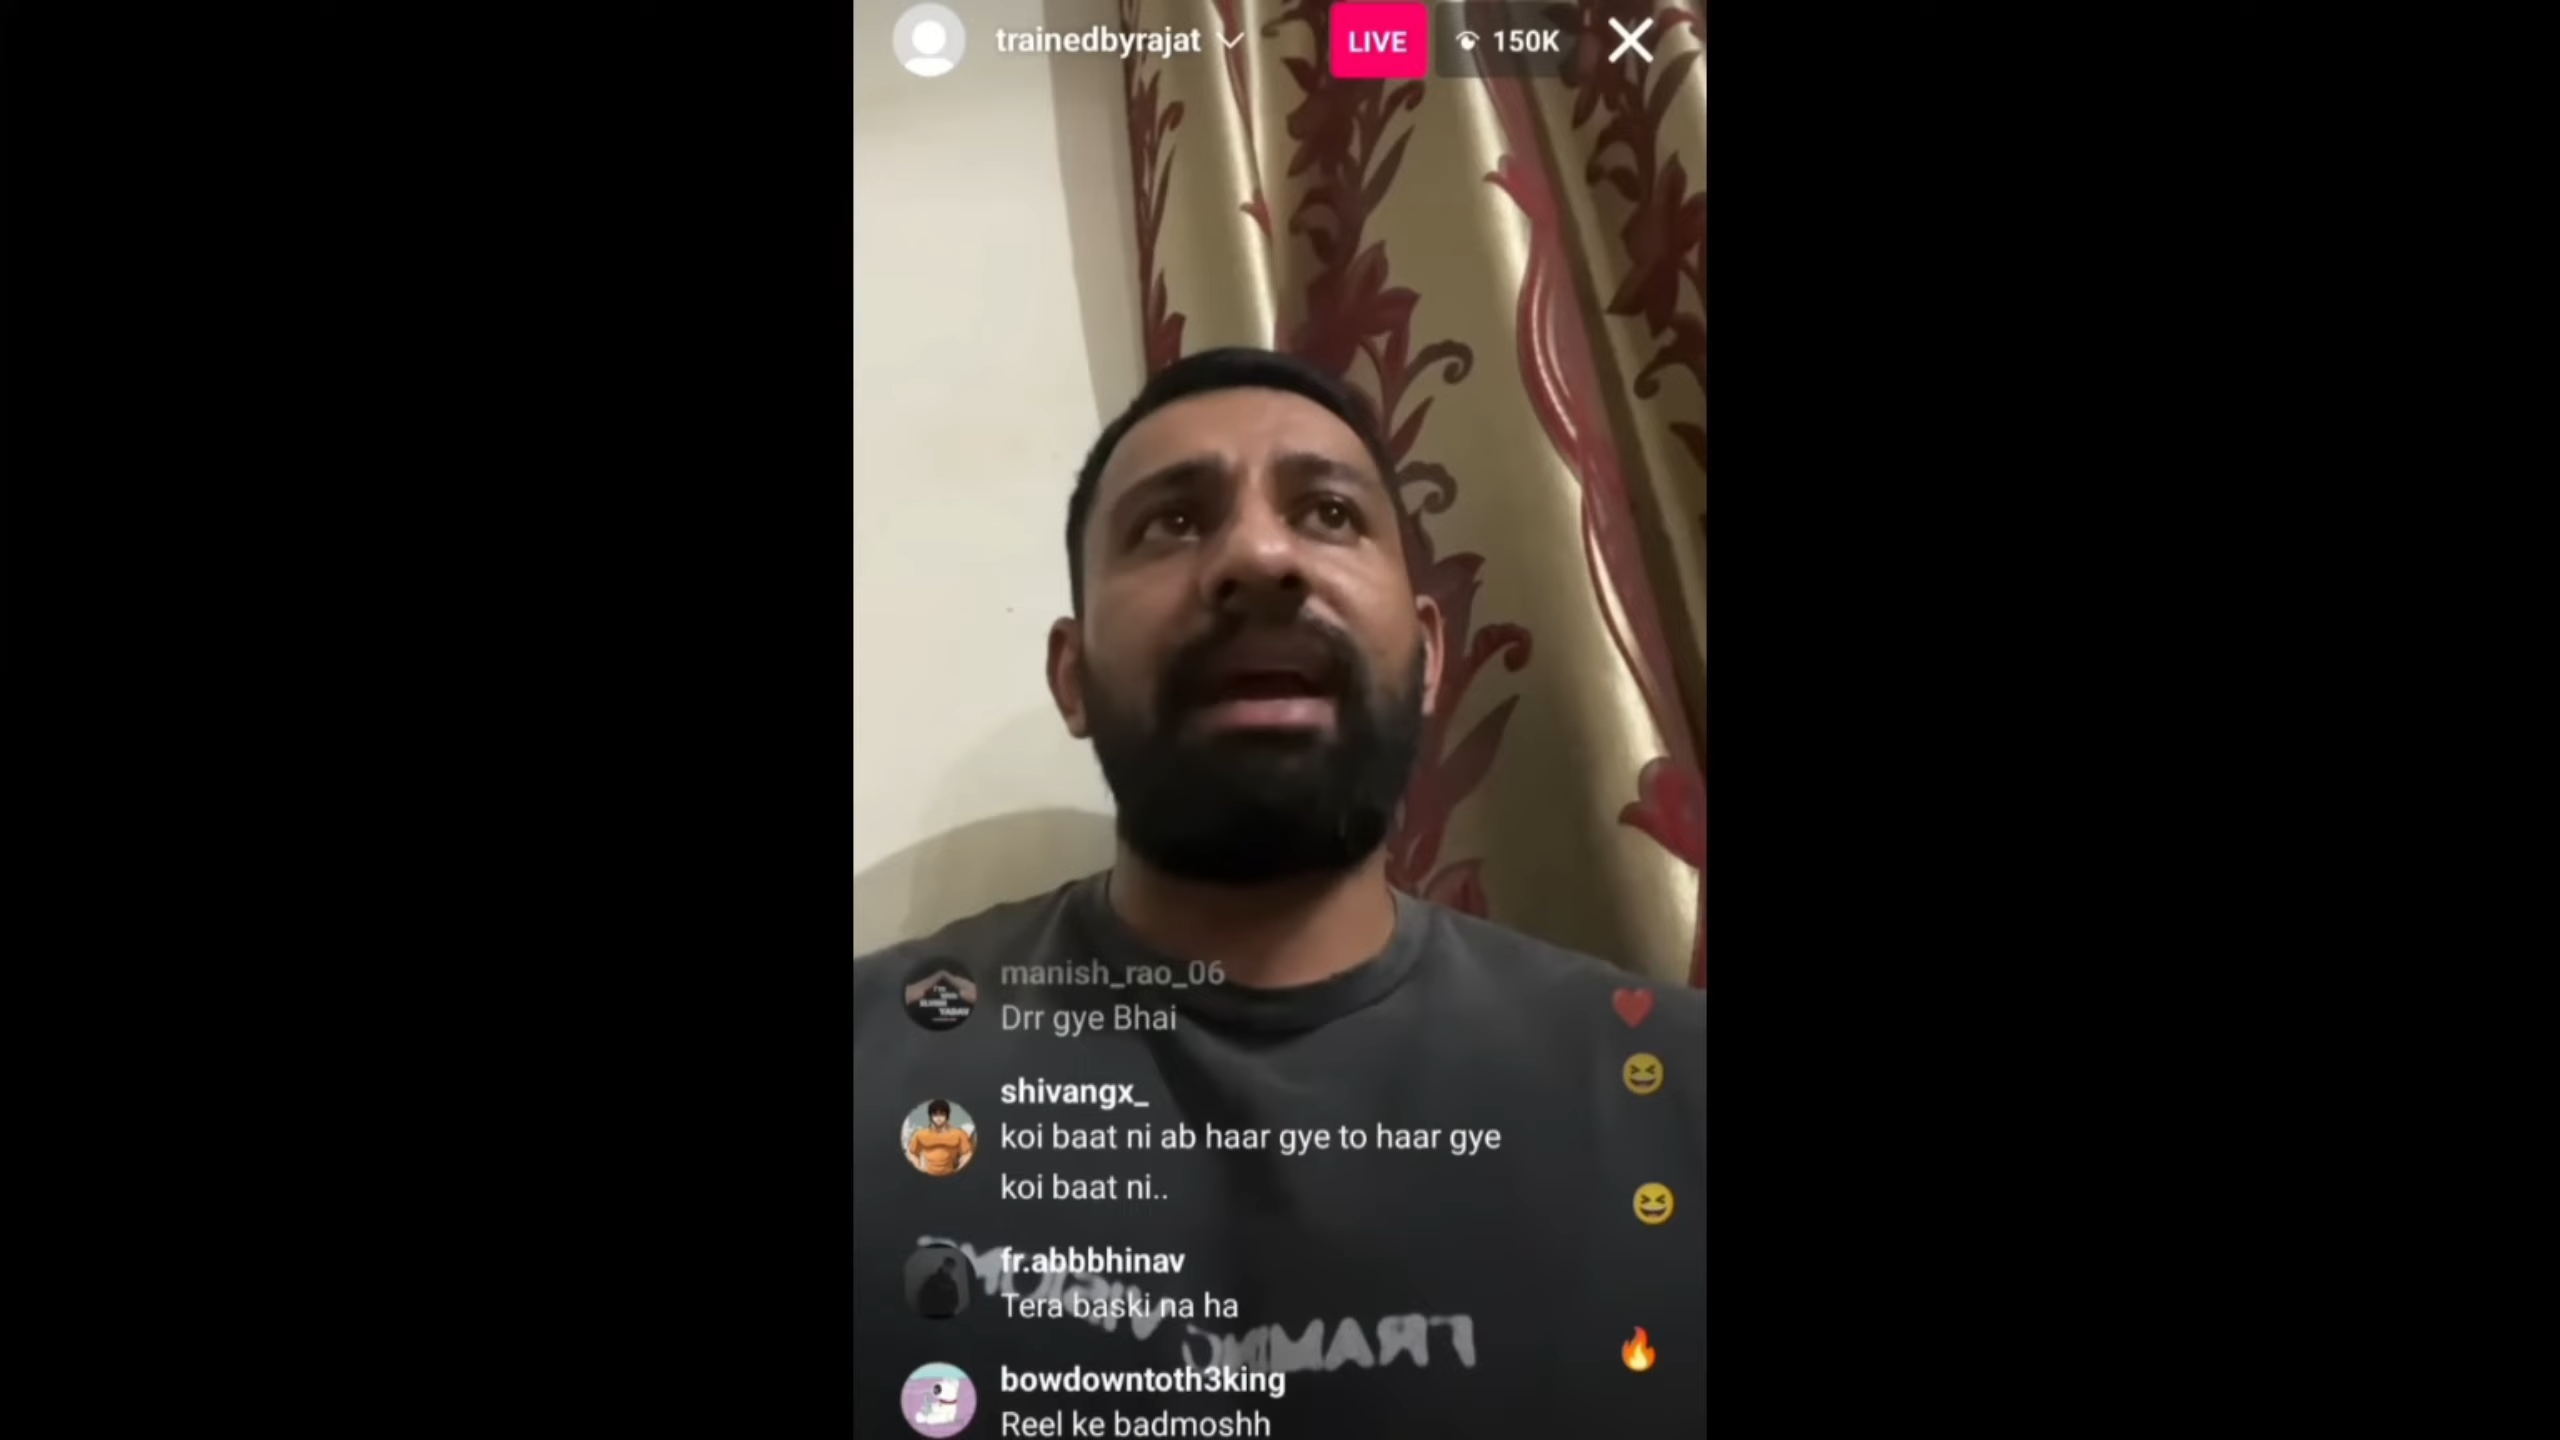 trainedbyrajat
LIVE
150K
manish_rao_06
Drr gye Bhai
shivangx_
koi baat ni ab haar gye to haar gye
koi baat ni..
fr.abbbhinav
Tera baski na ha
bowdowntoth3king
Reel ke badmoshh